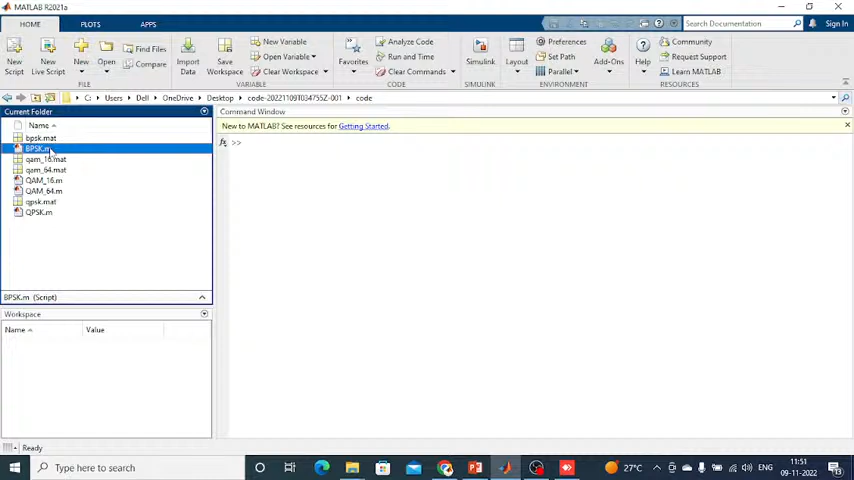 MATLAB R2021a
HOME PLOTS APPS
Search Documentation
Sign In
New Script
New Live Script
New
Open
Find Files
Compare
FILE
Import Data
Save Workspace
New Variable
Open Variable
Clear Workspace
VARIABLE
Favorites
Analyze Code
Run and Time
Clear Commands
CODE
Simulink
SIMULINK
Layout
Preferences
Set Path
Parallel
ENVIRONMENT
Add-Ons
Help
Community
Request Support
Learn MATLAB
RESOURCES
C: Users Dell OneDrive Desktop code-20221109T034755Z-001 code
Current Folder
Name
bpsk.mat
BPSK.m
qam_16.mat
qam_64.mat
QAM_16.m
QAM_64.m
qpsk.mat
QPSK.m
BPSK.m (Script)
Workspace
Name Value
Command Window
New to MATLAB? See resources for Getting Started.
fx >>
Ready
Type here to search
27°C
ENG
11:51
09-11-2022
13